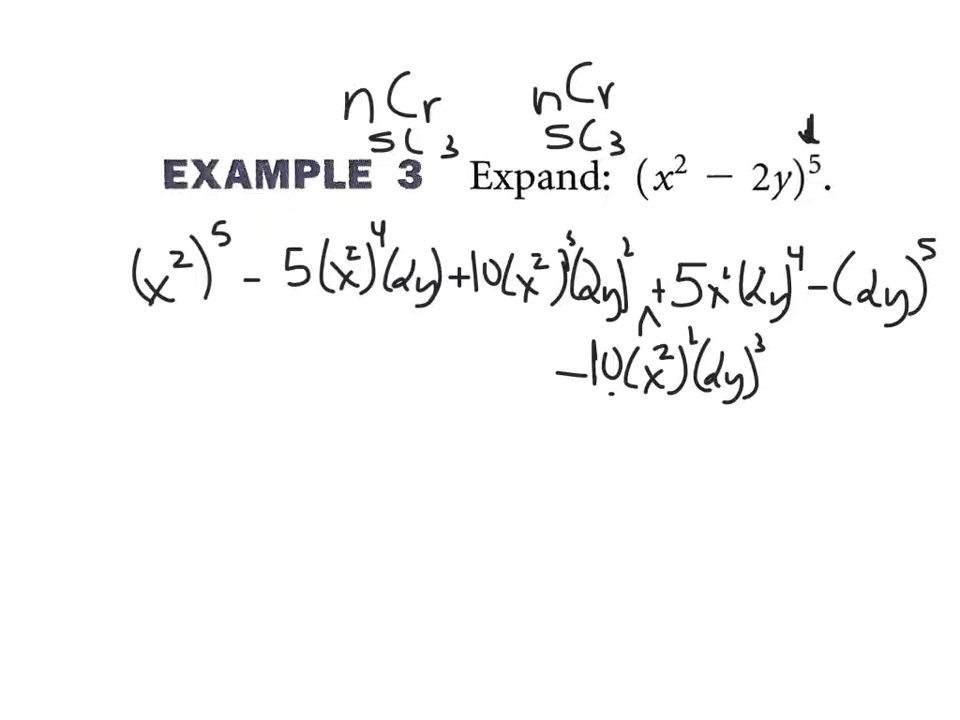 nCr nCr
5C3 5C3
EXAMPLE 3 Expand: (x² − 2y)⁵.
(x²)⁵ - 5(x²)⁴(2y) + 10(x²)³(2y)² + 5x²(2y)⁴ - (2y)⁵
- 10(x²)²(2y)³